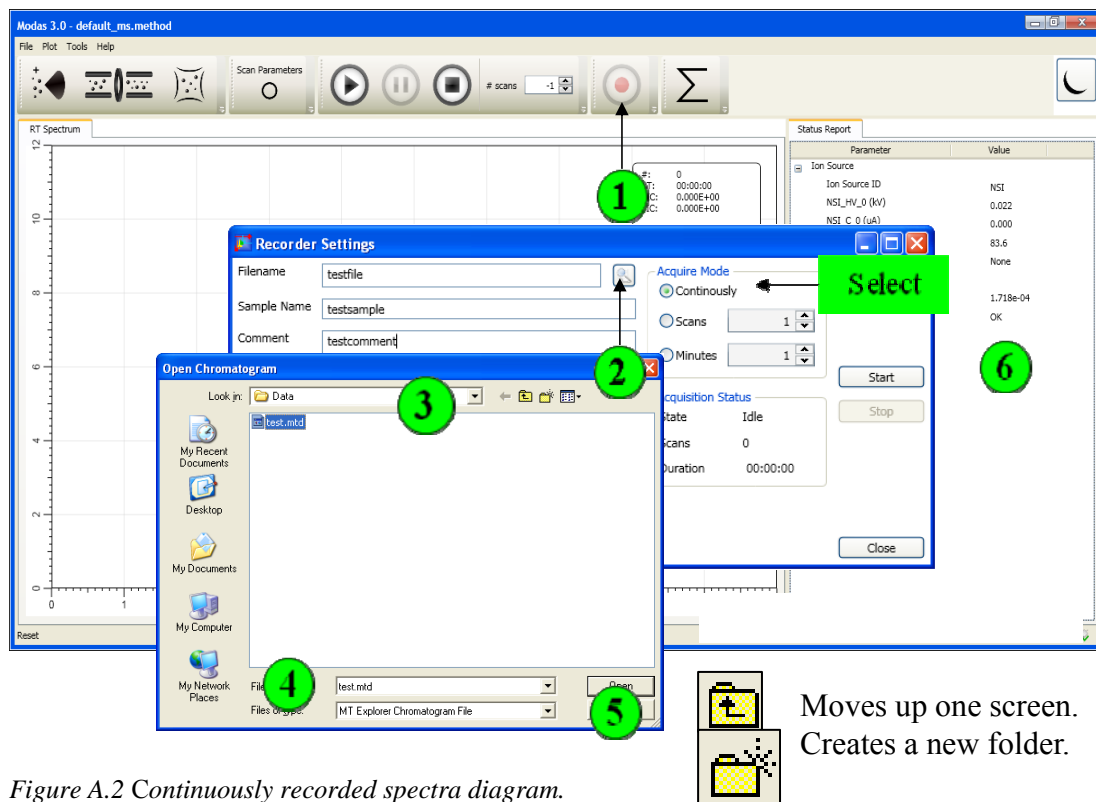 Modas 3.0 - default_ms.method
File Plot Tools Help
Scan Parameters
# scans -1
Σ
RT Spectrum
Status Report
Parameter Value
Ion Source
Ion Source ID NSI
NSI_HV_0 (kV) 0.022
NSI_C_0 (uA) 0.000
83.6
None
1.718e-04
OK
12
10
8
6
4
2
0
0 1
#: 0
T: 00:00:00
C: 0.000E+00
C: 0.000E+00
1
Recorder Settings
Filename testfile
Sample Name testsample
Comment testcomment
2
Acquire Mode
Continously
Select
Scans 1
Minutes 1
6
Start
Stop
Acquisition Status
State Idle
Scans 0
Duration 00:00:00
Close
Open Chromatogram
Look in: Data
3
test.mtd
My Recent
Documents
Desktop
My Documents
My Computer
My Network
Places
4
test.mtd
Open
Files of type: MT Explorer Chromatogram File
5
Reset
Moves up one screen.
Creates a new folder.
Figure A.2 Continuously recorded spectra diagram.